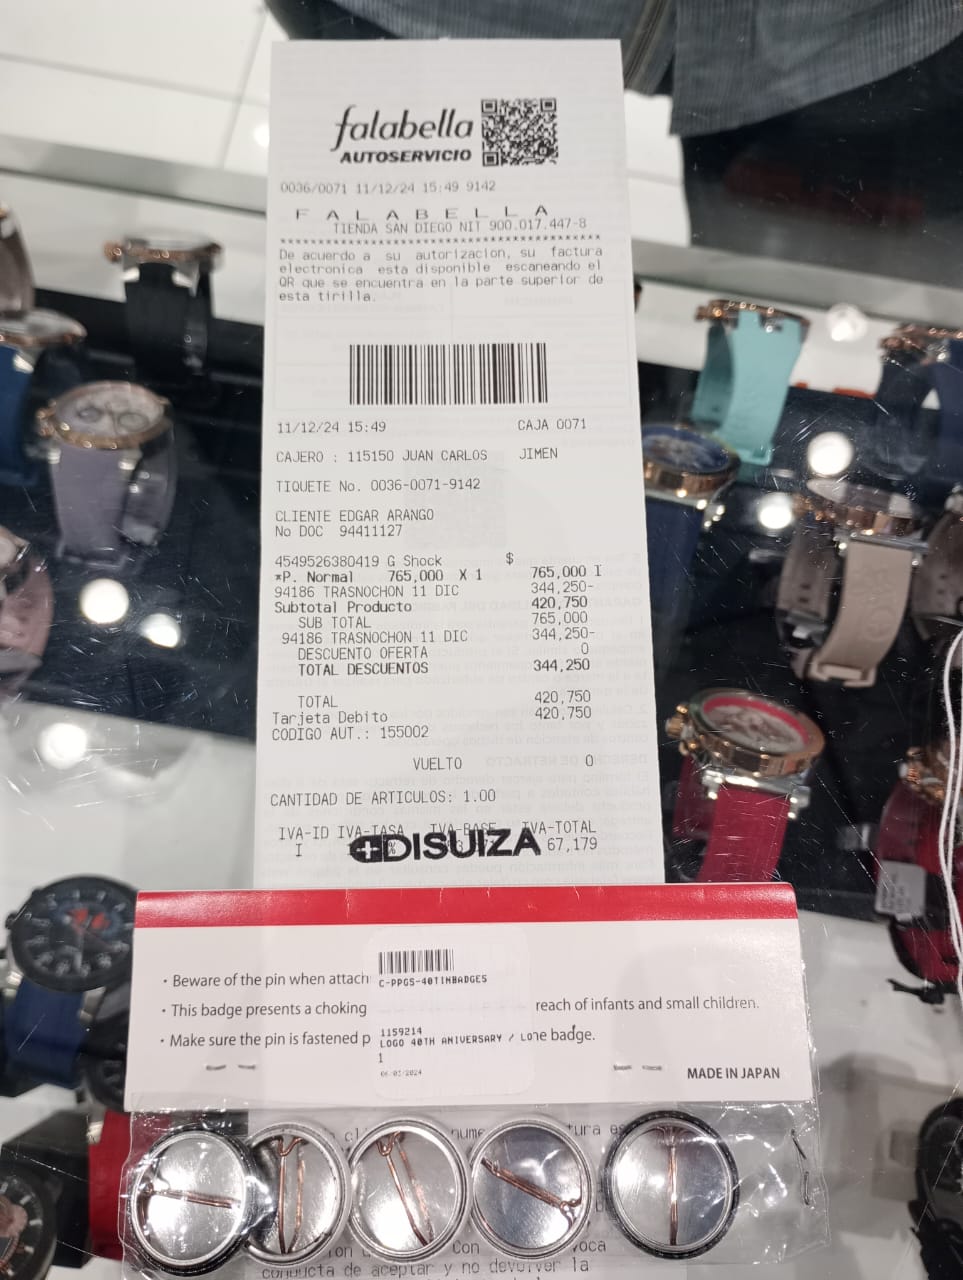 falabella
AUTOSERVICIO
0036/0071 11/12/24 15:49 9142
F A L A B E L L A
TIENDA SAN DIEGO NIT 900.017.447-8
De acuerdo a su autorizacion, su factura
electronica esta disponible escaneando el
QR que se encuentra en la parte superior de
esta tirilla.
11/12/24 15:49 CAJA 0071
CAJERO : 115150 JUAN CARLOS JIMEN
TIQUETE No. 0036-0071-9142
CLIENTE EDGAR ARANGO
No DOC 94411127
4549526380419 G Shock $
*P. Normal 765,000 X 1 765,000 I
94186 TRASNOCHON 11 DIC 344,250-
Subtotal Producto 420,750
SUB TOTAL 765,000
94186 TRASNOCHON 11 DIC 344,250-
DESCUENTO OFERTA 0
TOTAL DESCUENTOS 344,250
TOTAL 420,750
Tarjeta Debito 420,750
CODIGO AUT.: 155002
VUELTO 0
CANTIDAD DE ARTICULOS: 1.00
IVA-ID IVA-TASA IVA-BASE IVA-TOTAL
I % 67,179
DISUIZA
• Beware of the pin when attach
• This badge presents a choking reach of infants and small children.
• Make sure the pin is fastened p badge.
C-PPGS-40TINBADGES
1159214
LOGO 40TH ANIVERSARY /
1
MADE IN JAPAN
Con
conducta de aceptar y no devolver la